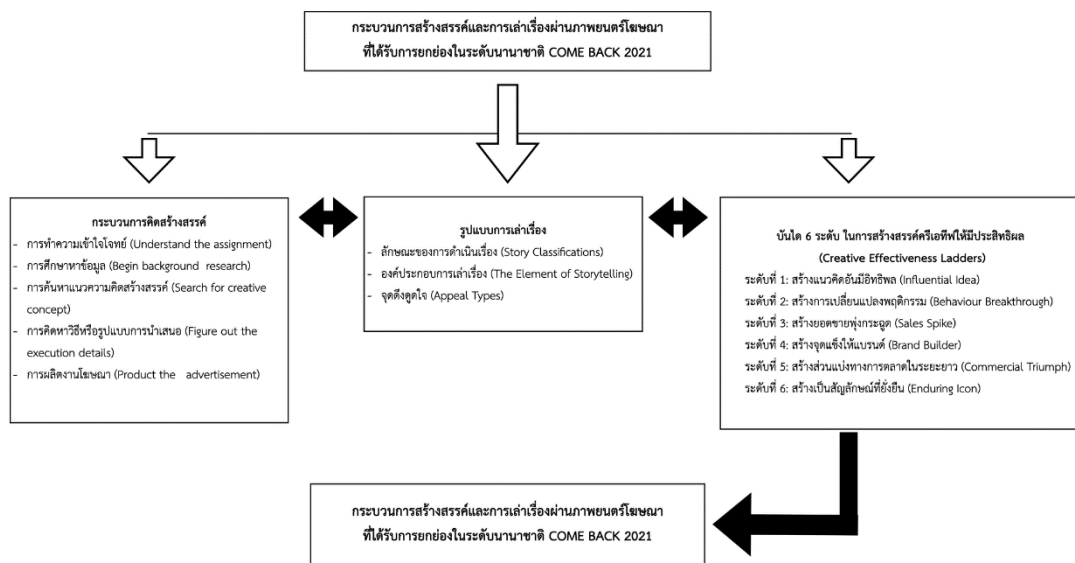 กระบวนการสร้างสรรค์และการเล่าเรื่องผ่านภาพยนตร์โฆษณา
ที่ได้รับการยกย่องในระดับนานาชาติ COME BACK 2021
กระบวนการคิดสร้างสรรค์
- การทำความเข้าใจโจทย์ (Understand the assignment)
- การศึกษาหาข้อมูล (Begin background research)
- การค้นหาแนวความคิดสร้างสรรค์ (Search for creative
concept)
- การคิดหาวิธีหรือรูปแบบการนำเสนอ (Figure out the
execution details)
- การผลิตงานโฆษณา (Product the advertisement)
รูปแบบการเล่าเรื่อง
- ลักษณะของการดำเนินเรื่อง (Story Classifications)
- องค์ประกอบการเล่าเรื่อง (The Element of Storytelling)
- จุดดึงดูดใจ (Appeal Types)
บันได 6 ระดับ ในการสร้างสรรค์ครีเอทีฟให้มีประสิทธิผล
(Creative Effectiveness Ladders)
ระดับที่ 1: สร้างแนวคิดอันมีอิทธิพล (Influential Idea)
ระดับที่ 2: สร้างการเปลี่ยนแปลงพฤติกรรม (Behaviour Breakthrough)
ระดับที่ 3: สร้างยอดขายพุ่งกระฉูด (Sales Spike)
ระดับที่ 4: สร้างจุดแข็งให้แบรนด์ (Brand Builder)
ระดับที่ 5: สร้างส่วนแบ่งทางการตลาดในระยะยาว (Commercial Triumph)
ระดับที่ 6: สร้างเป็นสัญลักษณ์ที่ยั่งยืน (Enduring Icon)
กระบวนการสร้างสรรค์และการเล่าเรื่องผ่านภาพยนตร์โฆษณา
ที่ได้รับการยกย่องในระดับนานาชาติ COME BACK 2021